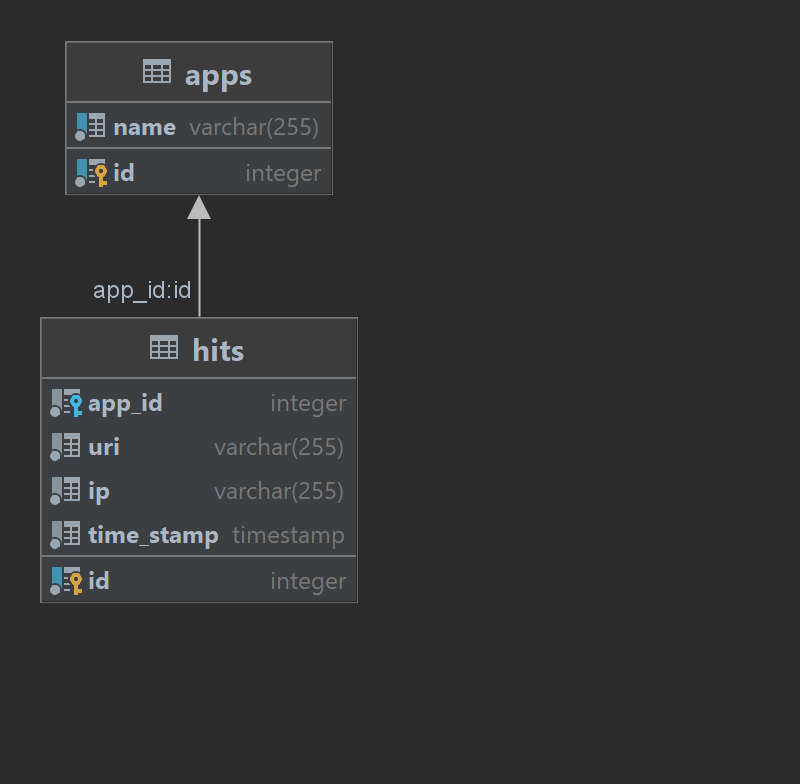 apps
name varchar(255)
id integer
app_id:id
hits
app_id integer
uri varchar(255)
ip varchar(255)
time_stamp timestamp
id integer